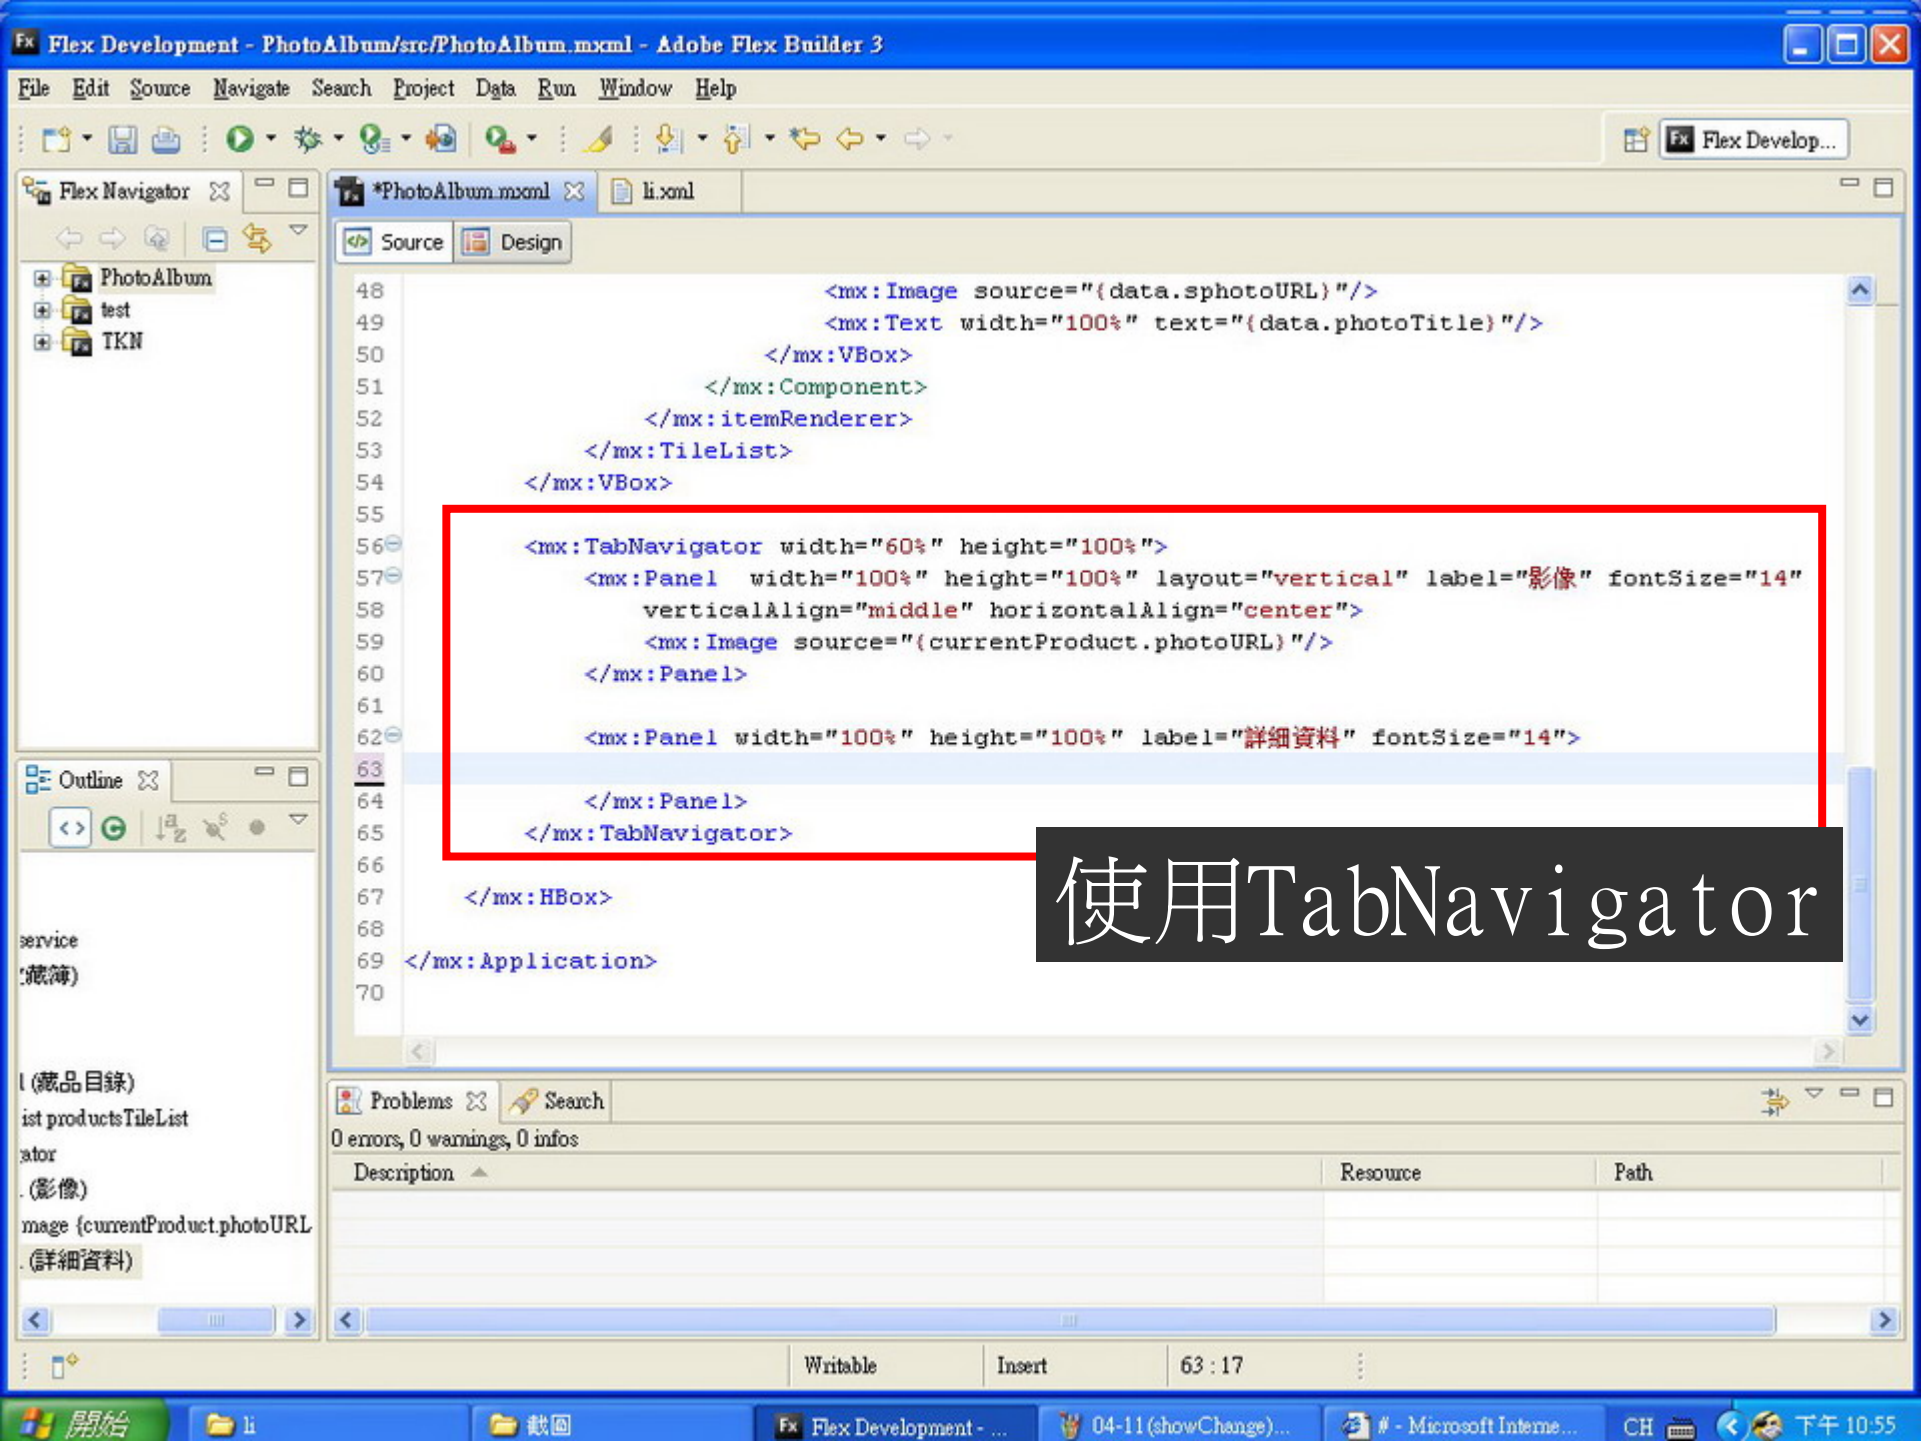 Flex Development - PhotoAlbum/src/PhotoAlbum.mxml - Adobe Flex Builder 3
File Edit Source Navigate Search Project Data Run Window Help
Flex Develop...
Flex Navigator
*PhotoAlbum.mxml li.xml
Source Design
PhotoAlbum
test
TKN
48 <mx:Image source="{data.sphotoURL}"/>
49 <mx:Text width="100%" text="{data.photoTitle}"/>
50 </mx:VBox>
51 </mx:Component>
52 </mx:itemRenderer>
53 </mx:TileList>
54 </mx:VBox>
55
56 <mx:TabNavigator width="60%" height="100%">
57 <mx:Panel  width="100%" height="100%" layout="vertical" label="影像" fontSize="14"
58 verticalAlign="middle" horizontalAlign="center">
59 <mx:Image source="{currentProduct.photoURL}"/>
60 </mx:Panel>
61
62 <mx:Panel width="100%" height="100%" label="詳細資料" fontSize="14">
63
64 </mx:Panel>
65 </mx:TabNavigator>
66
67 </mx:HBox>
68
69 </mx:Application>
70
使用TabNavigator
Outline
service
藏簿)
l (藏品目錄)
ist productsTileList
ator
. (影像)
mage {currentProduct.photoURL
. (詳細資料)
Problems Search
0 errors, 0 warnings, 0 infos
Description Resource Path
Writable Insert 63 : 17
開始 li 截圖 Flex Development - ... 04-11(showChange)... # - Microsoft Interne... CH 下午 10:55